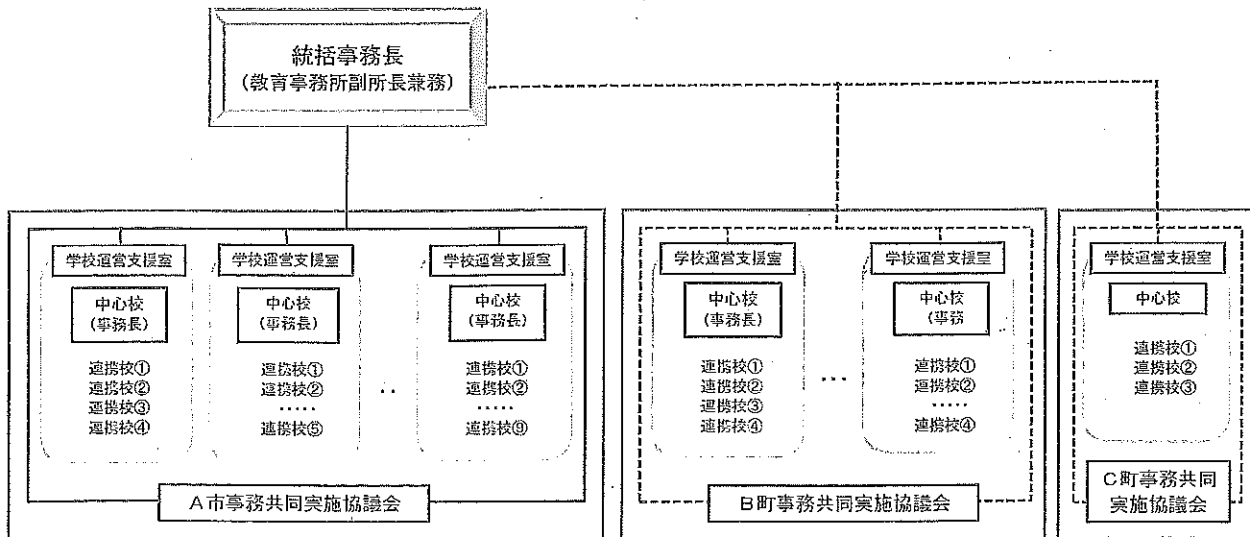 統括事務長
(教育事務所副所長兼務)
学校運営支援室
中心校
(事務長)
連携校①
連携校②
連携校③
連携校④
学校運営支援室
中心校
(事務長)
連携校①
連携校②
・・・・・
連携校⑤
・・
学校運営支援室
中心校
(事務長)
連携校①
連携校②
・・・・・
連携校⑨
A市事務共同実施協議会
学校運営支援室
中心校
(事務長)
連携校①
連携校②
連携校③
連携校④
・・・
学校運営支援室
中心校
(事務
連携校①
連携校②
・・・・・
連携校④
B町事務共同実施協議会
学校運営支援室
中心校
連携校①
連携校②
連携校③
C町事務共同
実施協議会